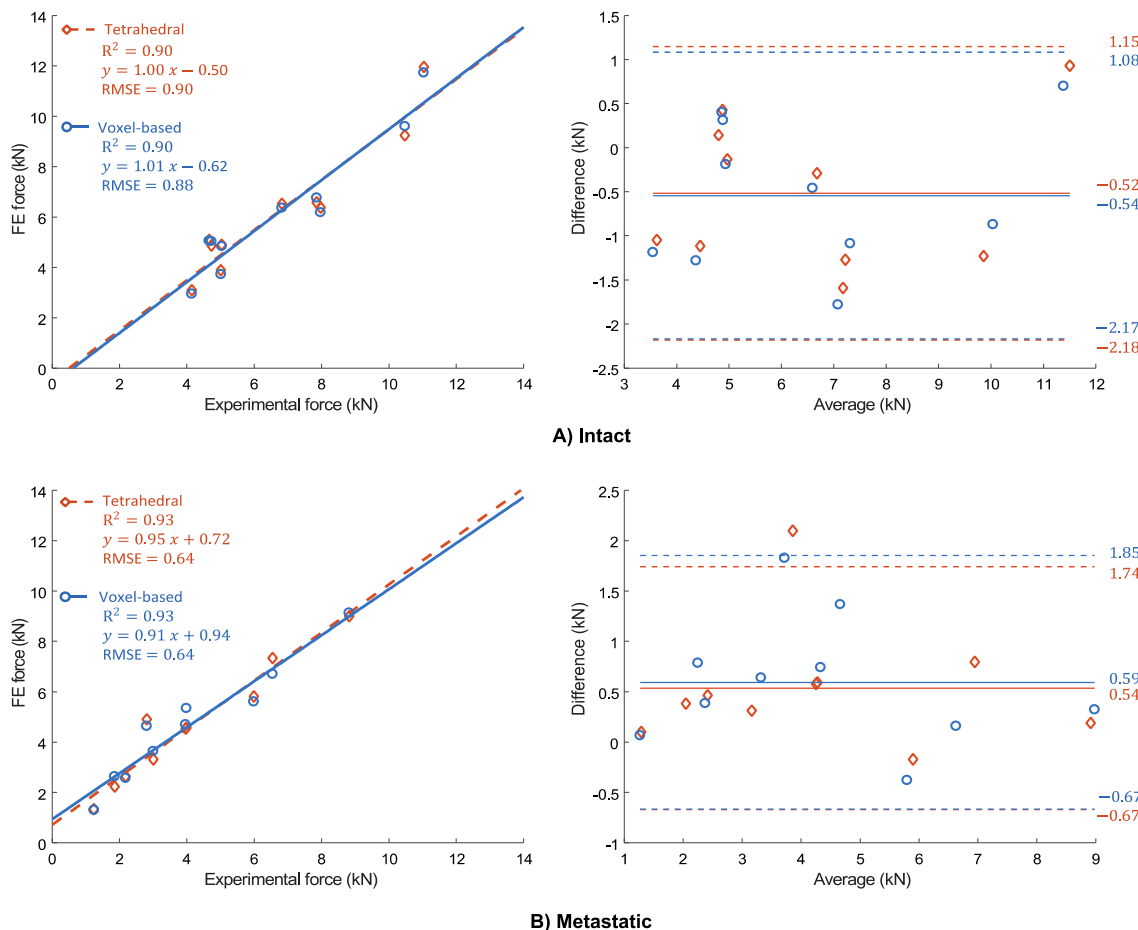 14
12
10
8
6
4
2
0
FE force (kN)
Tetrahedral
R² = 0.90
y = 1.00 x − 0.50
RMSE = 0.90
Voxel-based
R² = 0.90
y = 1.01 x − 0.62
RMSE = 0.88
0 2 4 6 8 10 12 14
Experimental force (kN)
1.5
1
0.5
0
-0.5
-1
-1.5
-2
-2.5
Difference (kN)
1.15
1.08
−0.52
−0.54
−2.17
−2.18
3 4 5 6 7 8 9 10 11 12
Average (kN)
A) Intact
14
12
10
8
6
4
2
0
FE force (kN)
Tetrahedral
R² = 0.93
y = 0.95 x + 0.72
RMSE = 0.64
Voxel-based
R² = 0.93
y = 0.91 x + 0.94
RMSE = 0.64
0 2 4 6 8 10 12 14
Experimental force (kN)
2.5
2
1.5
1
0.5
0
-0.5
-1
Difference (kN)
1.85
1.74
0.59
0.54
−0.67
−0.67
1 2 3 4 5 6 7 8 9
Average (kN)
B) Metastatic